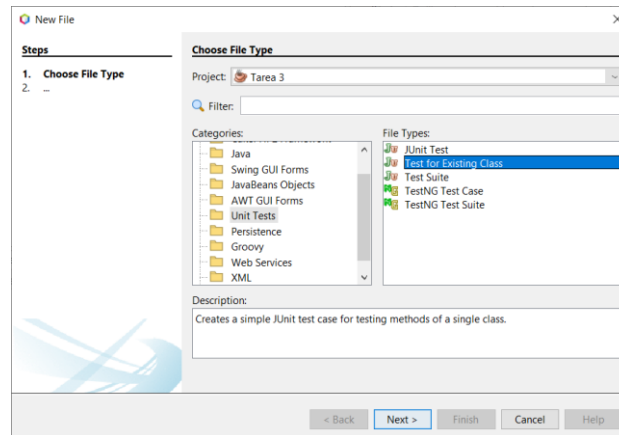 New File
Steps
1. Choose File Type
2. ...
Choose File Type
Project: Tarea 3
Filter:
Categories:
Java
Swing GUI Forms
JavaBeans Objects
AWT GUI Forms
Unit Tests
Persistence
Groovy
Web Services
XML
File Types:
JUnit Test
Test for Existing Class
Test Suite
TestNG Test Case
TestNG Test Suite
Description:
Creates a simple JUnit test case for testing methods of a single class.
< Back
Next >
Finish
Cancel
Help